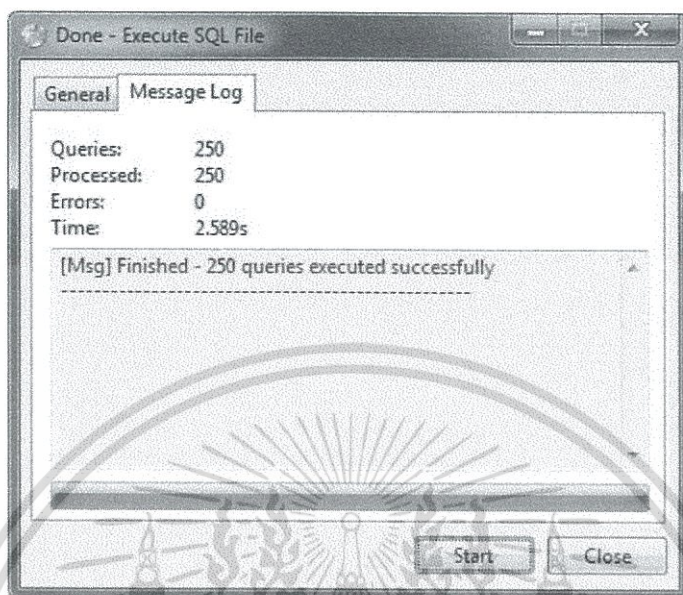 Done - Execute SQL File
General Message Log
Queries: 250
Processed: 250
Errors: 0
Time: 2.589s
[Msg] Finished - 250 queries executed successfully
--------------------------------------------------------
Start Close